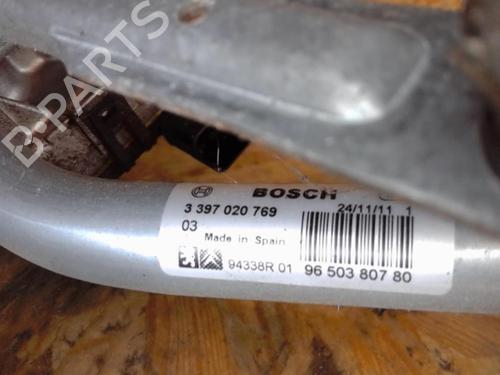 B-PARTS
BOSCH
3 397 020 769
24/11/11 1
03
Made in Spain
94338R 01
96 503 807 80